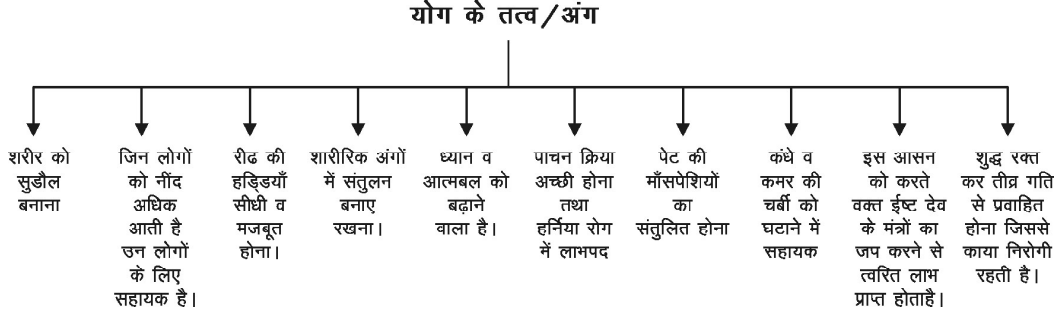 योग के तत्व/अंग
शरीर को
सुडौल
बनाना
जिन लोगों
को नींद
अधिक
आती है
उन लोगों
के लिए
सहायक है।
रीढ की
हड्डियाँ
सीधी व
मजबूत
होना।
शारीरिक अंगों
में संतुलन
बनाए
रखना।
ध्यान व
आत्मबल को
बढ़ाने
वाला है।
पाचन क्रिया
अच्छी होना
तथा
हर्निया रोग
में लाभपद
पेट की
माँसपेशियों
का
संतुलित होना
कंधे व
कमर की
चर्बी को
घटाने में
सहायक
इस आसन
को करते
वक्त ईष्ट देव
के मंत्रों का
जप करने से
त्वरित लाभ
प्राप्त होताहै।
शुद्ध रक्त
कर तीव्र गति
से प्रवाहित
होना जिससे
काया निरोगी
रहती है।